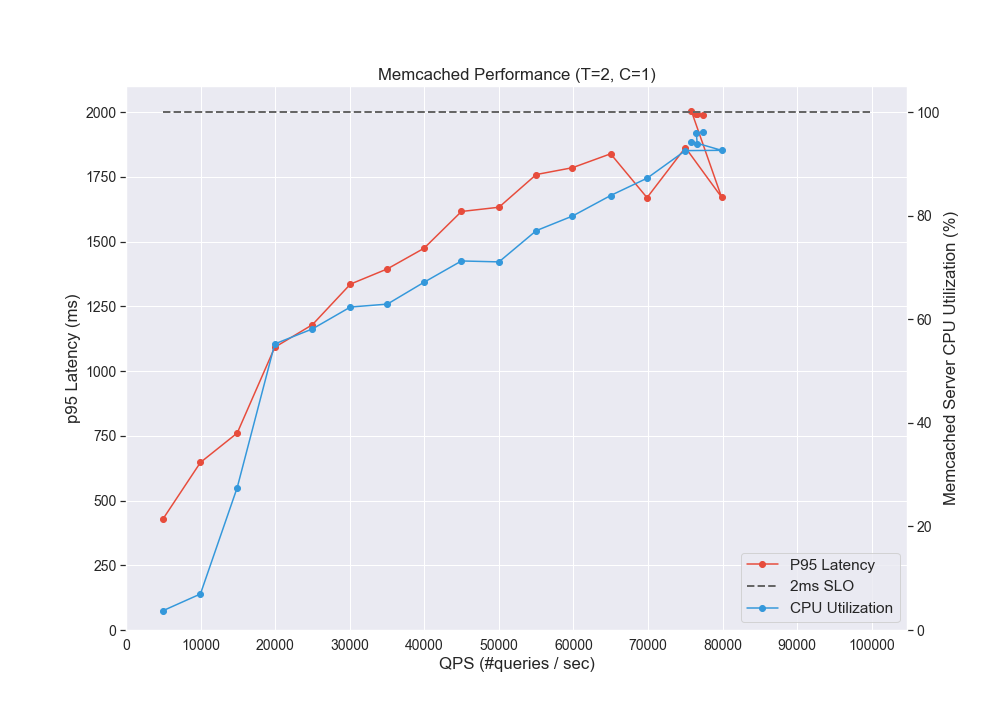 Memcached Performance (T=2, C=1)
2000
1750
1500
1250
1000
750
500
250
0
p95 Latency (ms)
100
80
60
40
20
0
Memcached Server CPU Utilization (%)
P95 Latency
2ms SLO
CPU Utilization
0 10000 20000 30000 40000 50000 60000 70000 80000 90000 100000
QPS (#queries / sec)